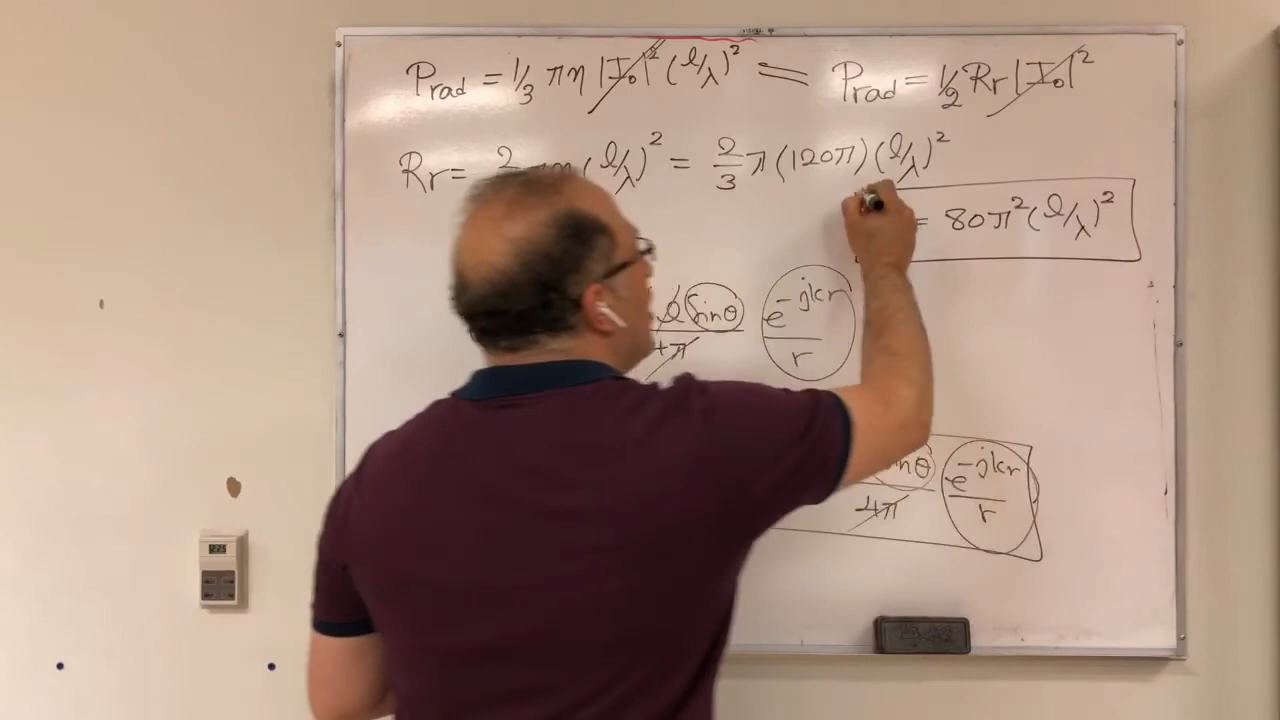 Prad = 1/3 πη |I₀|² (l/λ)² = Prad = 1/2 Rr |I₀|²
Rr = 2 πη (l/λ)² = 2/3 π (120π) (l/λ)²
= 80π² (l/λ)²
l sinθ / 4π e^-jkr / r
sinθ / 4π e^-jkr / r